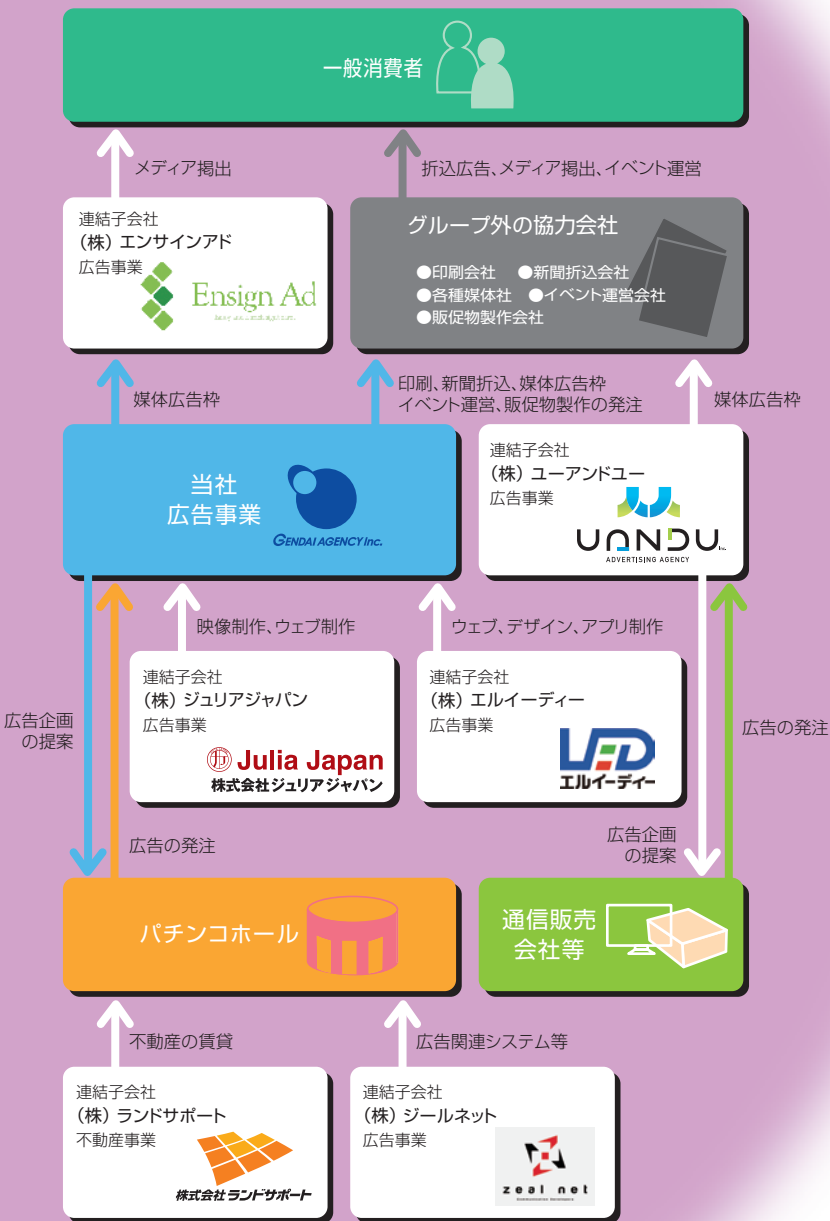 一般消費者
メディア掲出
折込広告、メディア掲出、イベント運営
連結子会社
（株）エンサインアド
広告事業
Ensign Ad
グループ外の協力会社
●印刷会社 ●新聞折込会社
●各種媒体社 ●イベント運営会社
●販促物製作会社
媒体広告枠
印刷、新聞折込、媒体広告枠
イベント運営、販促物製作の発注
媒体広告枠
当社
広告事業
GENDAI AGENCY Inc.
連結子会社
（株）ユーアンドユー
広告事業
UANDU Inc.
ADVERTISING AGENCY
映像制作、ウェブ制作
ウェブ、デザイン、アプリ制作
連結子会社
（株）ジュリアジャパン
広告事業
Julia Japan
株式会社ジュリアジャパン
連結子会社
（株）エルイーディー
広告事業
LED
エルイーディー
広告企画
の提案
広告の発注
広告の発注
広告企画
の提案
パチンコホール
通信販売
会社等
不動産の賃貸
広告関連システム等
連結子会社
（株）ランドサポート
不動産事業
株式会社ランドサポート
連結子会社
（株）ジールネット
広告事業
zeal net